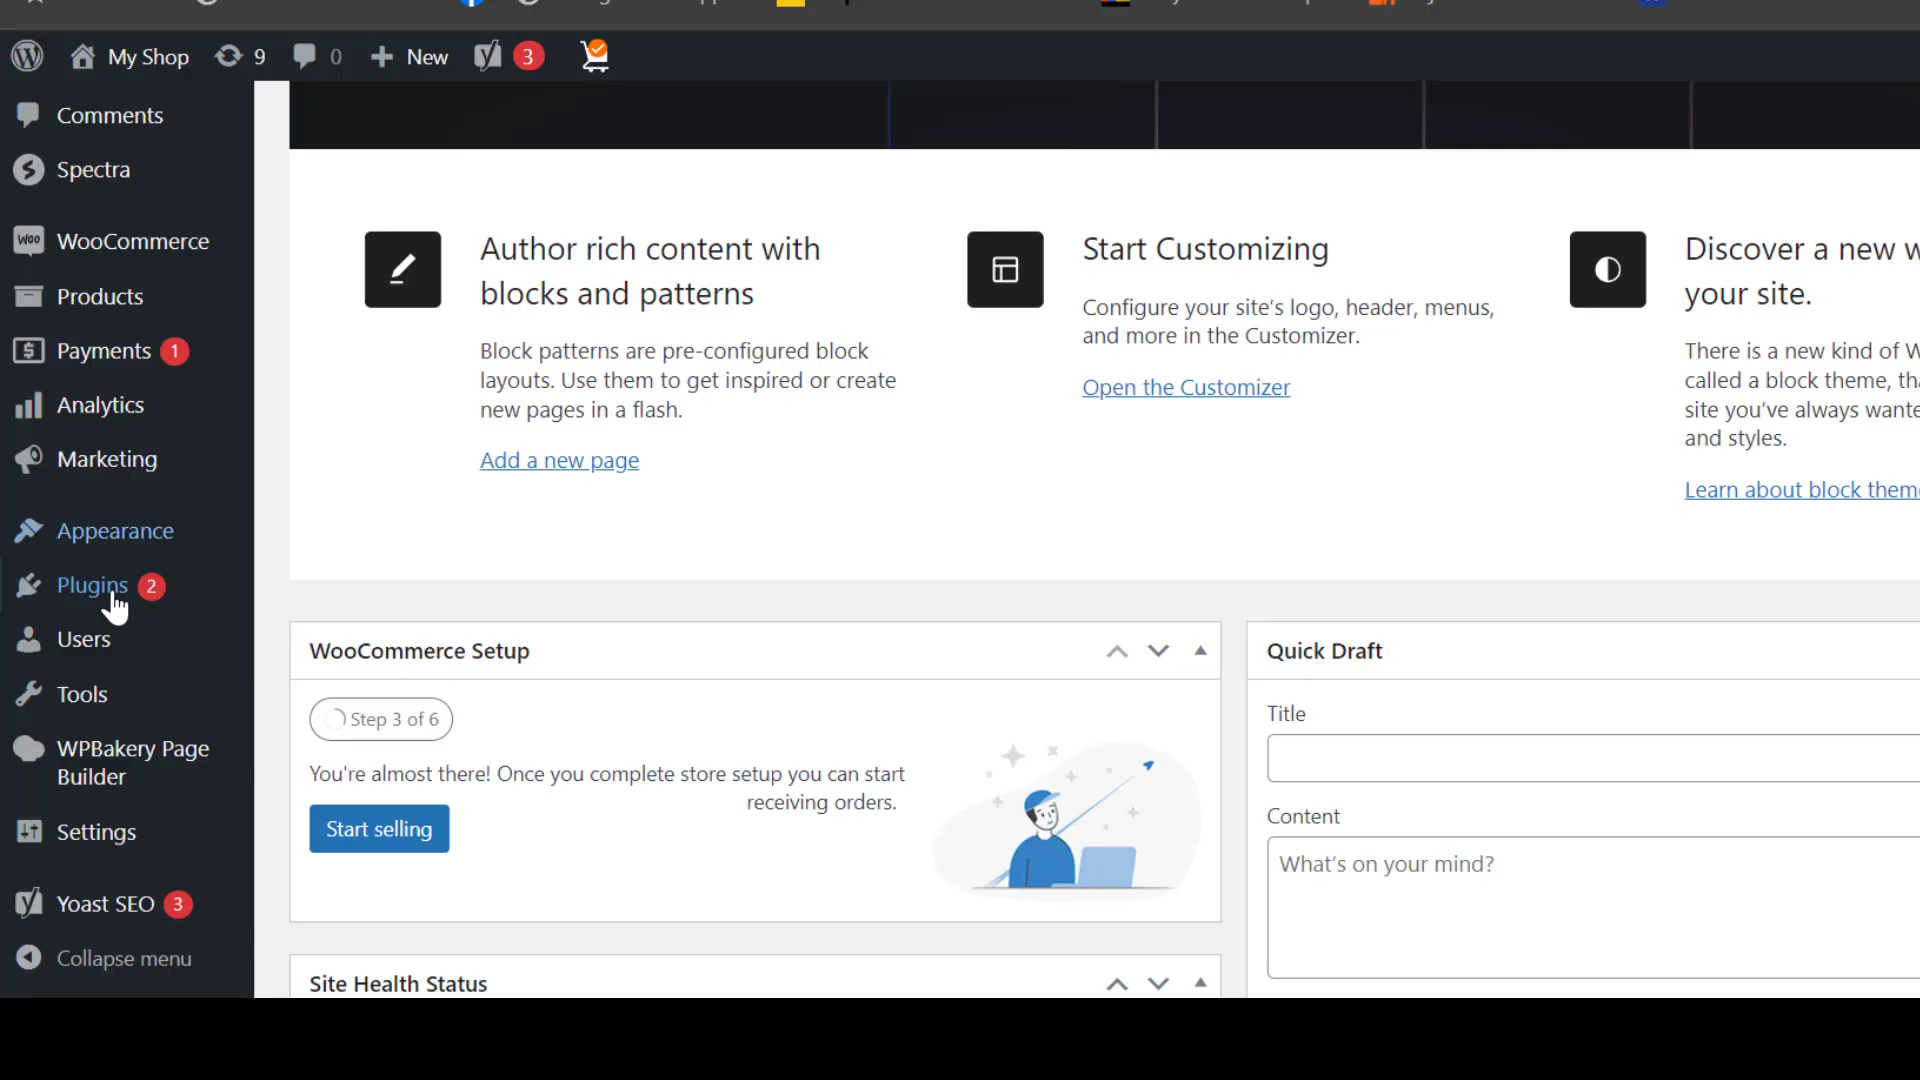 My Shop 9 0 New 3
Comments
Spectra
Woo WooCommerce
Products
Payments 1
Analytics
Marketing
Appearance
Plugins 2
Users
Tools
WPBakery Page
Builder
Settings
Yoast SEO 3
Collapse menu
Author rich content with
blocks and patterns
Block patterns are pre-configured block
layouts. Use them to get inspired or create
new pages in a flash.
Add a new page
Start Customizing
Configure your site's logo, header, menus,
and more in the Customizer.
Open the Customizer
Discover a new w
your site.
There is a new kind of W
called a block theme, tha
site you've always wante
and styles.
Learn about block theme
WooCommerce Setup
Step 3 of 6
You're almost there! Once you complete store setup you can start
receiving orders.
Start selling
Quick Draft
Title
Content
What's on your mind?
Site Health Status